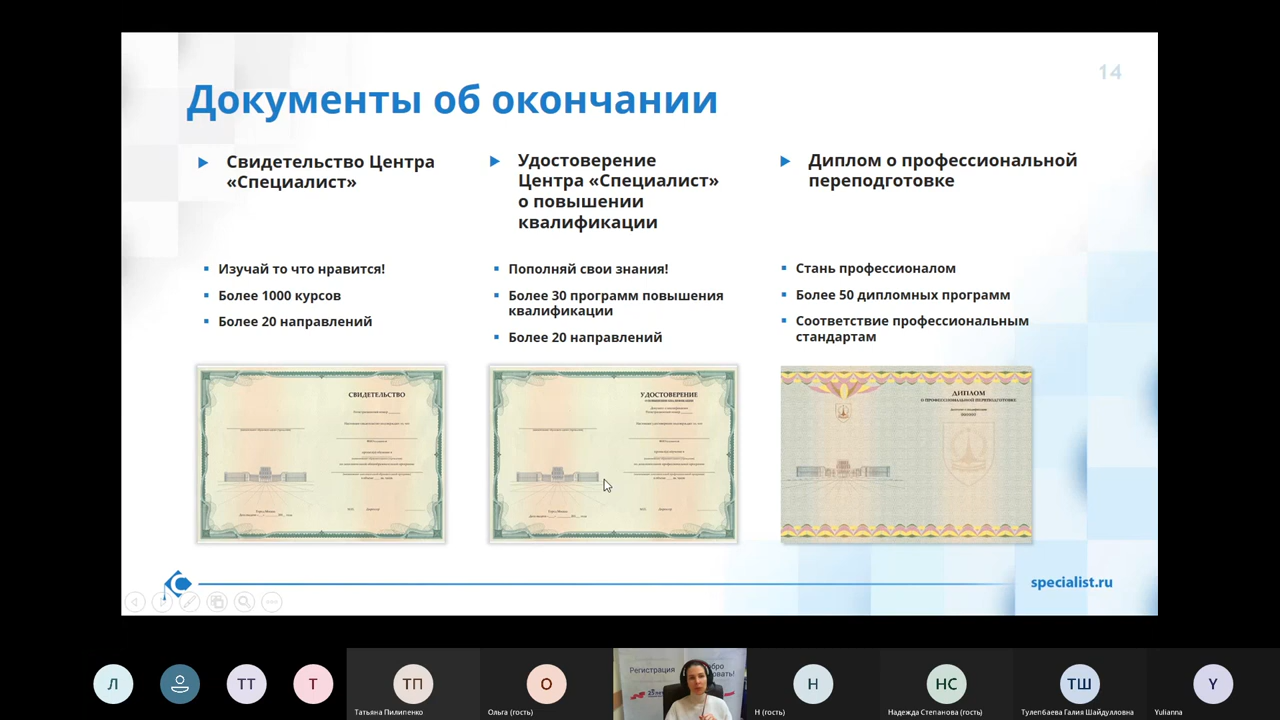 14
Документы об окончании
Свидетельство Центра
«Специалист»
Удостоверение
Центра «Специалист»
о повышении
квалификации
Диплом о профессиональной
переподготовке
Изучай то что нравится!
Более 1000 курсов
Более 20 направлений
Пополняй свои знания!
Более 30 программ повышения
квалификации
Более 20 направлений
Стань профессионалом
Более 50 дипломных программ
Соответствие профессиональным
стандартам
СВИДЕТЕЛЬСТВО
УДОСТОВЕРЕНИЕ
ДИПЛОМ
О ПРОФЕССИОНАЛЬНОЙ ПЕРЕПОДГОТОВКЕ
specialist.ru
Л
ТТ
Т
ТП
Татьяна Пилипенко
О
Ольга (гость)
Регистрация
Н
Н (гость)
НС
Надежда Степанова (гость)
ТШ
Тулепбаева Галия Шайдулловна
Y
Yulianna